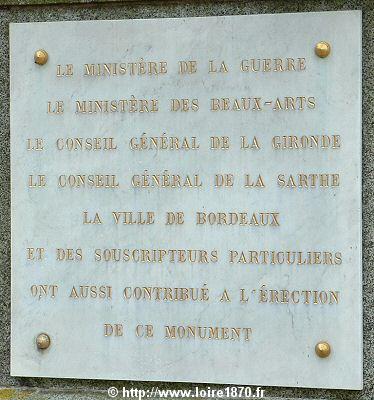 LE MINISTÈRE DE LA GUERRE
LE MINISTÈRE DES BEAUX-ARTS
LE CONSEIL GÉNÉRAL DE LA GIRONDE
LE CONSEIL GÉNÉRAL DE LA SARTHE
LA VILLE DE BORDEAUX
ET DES SOUSCRIPTEURS PARTICULIERS
ONT AUSSI CONTRIBUÉ A L'ÉRECTION
DE CE MONUMENT
© http://www.loire1870.fr